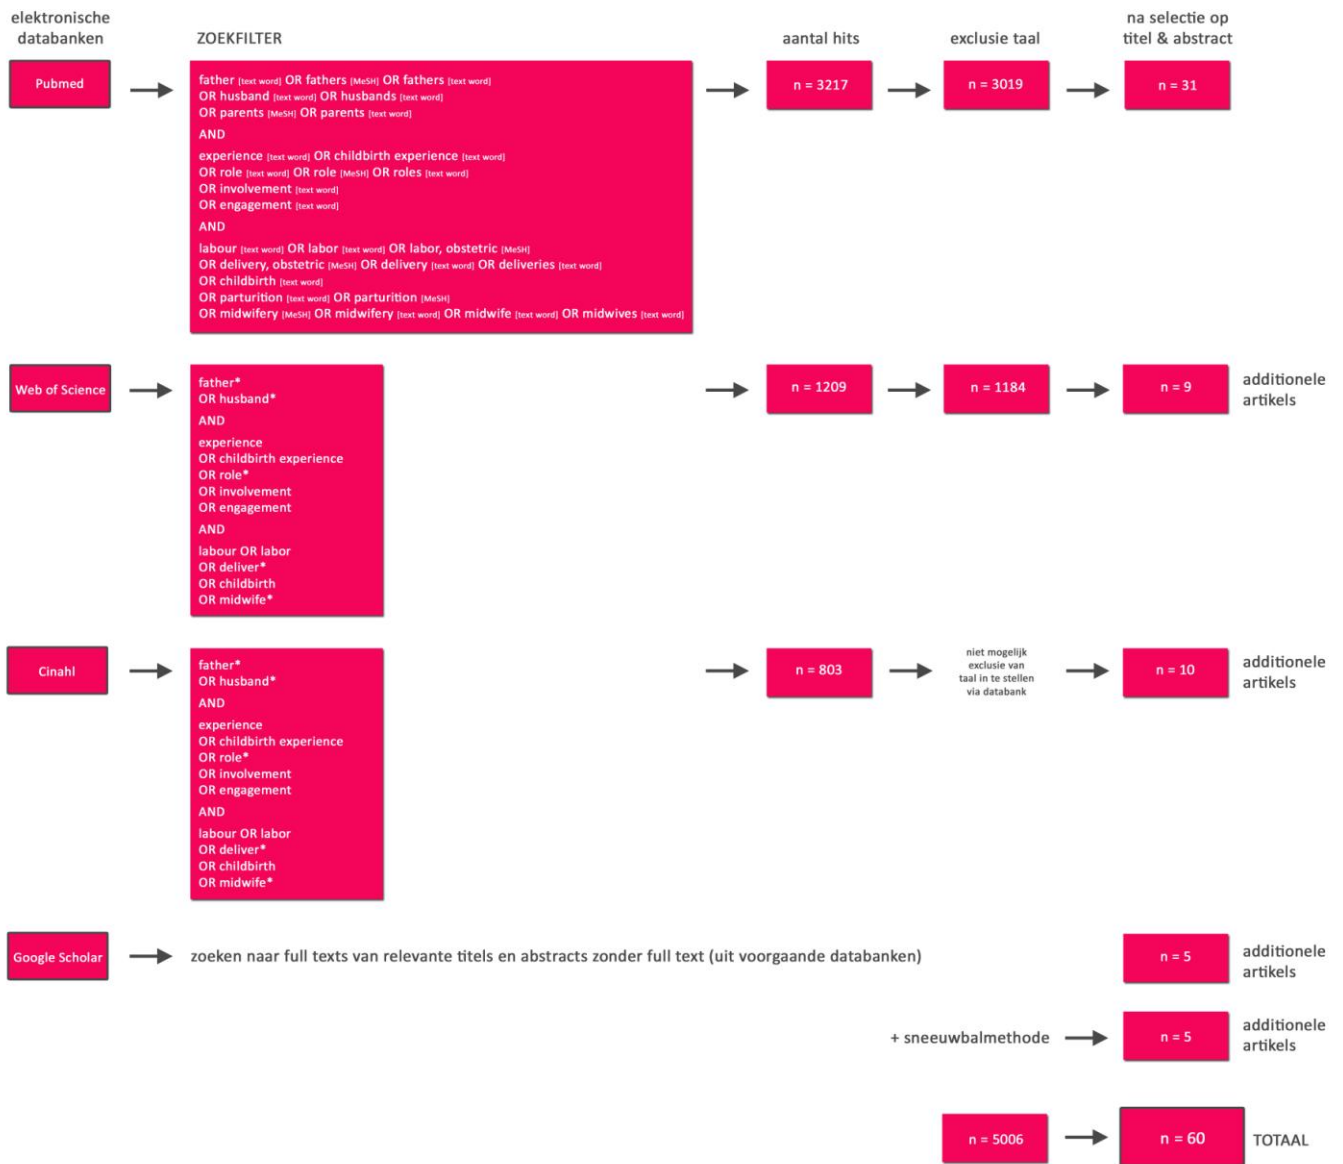 elektronische
databanken
ZOEKFILTER
aantal hits
exclusie taal
na selectie op
titel & abstract
Pubmed
father [text word] OR fathers [MeSH] OR fathers [text word]
OR husband [text word] OR husbands [text word]
OR parents [MeSH] OR parents [text word]
AND
experience [text word] OR childbirth experience [text word]
OR role [text word] OR role [MeSH] OR roles [text word]
OR involvement [text word]
OR engagement [text word]
AND
labour [text word] OR labor [text word] OR labor, obstetric [MeSH]
OR delivery, obstetric [MeSH] OR delivery [text word] OR deliveries [text word]
OR childbirth [text word]
OR parturition [text word] OR parturition [MeSH]
OR midwifery [MeSH] OR midwifery [text word] OR midwife [text word] OR midwives [text word]
n = 3217
n = 3019
n = 31
Web of Science
father*
OR husband*
AND
experience
OR childbirth experience
OR role*
OR involvement
OR engagement
AND
labour OR labor
OR deliver*
OR childbirth
OR midwife*
n = 1209
n = 1184
n = 9
additionele
artikels
Cinahl
father*
OR husband*
AND
experience
OR childbirth experience
OR role*
OR involvement
OR engagement
AND
labour OR labor
OR deliver*
OR childbirth
OR midwife*
n = 803
niet mogelijk
exclusie van
taal in te stellen
via databank
n = 10
additionele
artikels
Google Scholar
zoeken naar full texts van relevante titels en abstracts zonder full text (uit voorgaande databanken)
n = 5
additionele
artikels
+ sneeuwbalmethode
n = 5
additionele
artikels
n = 5006
n = 60
TOTAAL